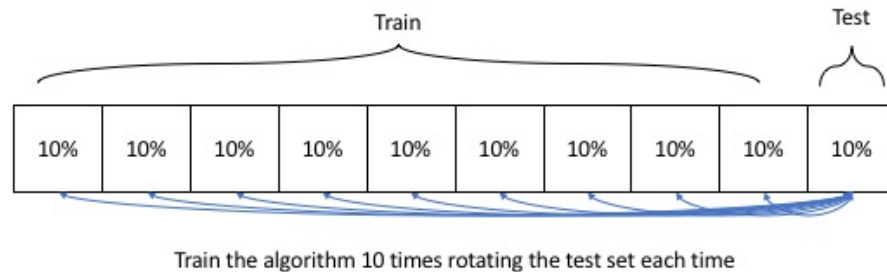 Train
Test
10% 10% 10% 10% 10% 10% 10% 10% 10% 10%
Train the algorithm 10 times rotating the test set each time